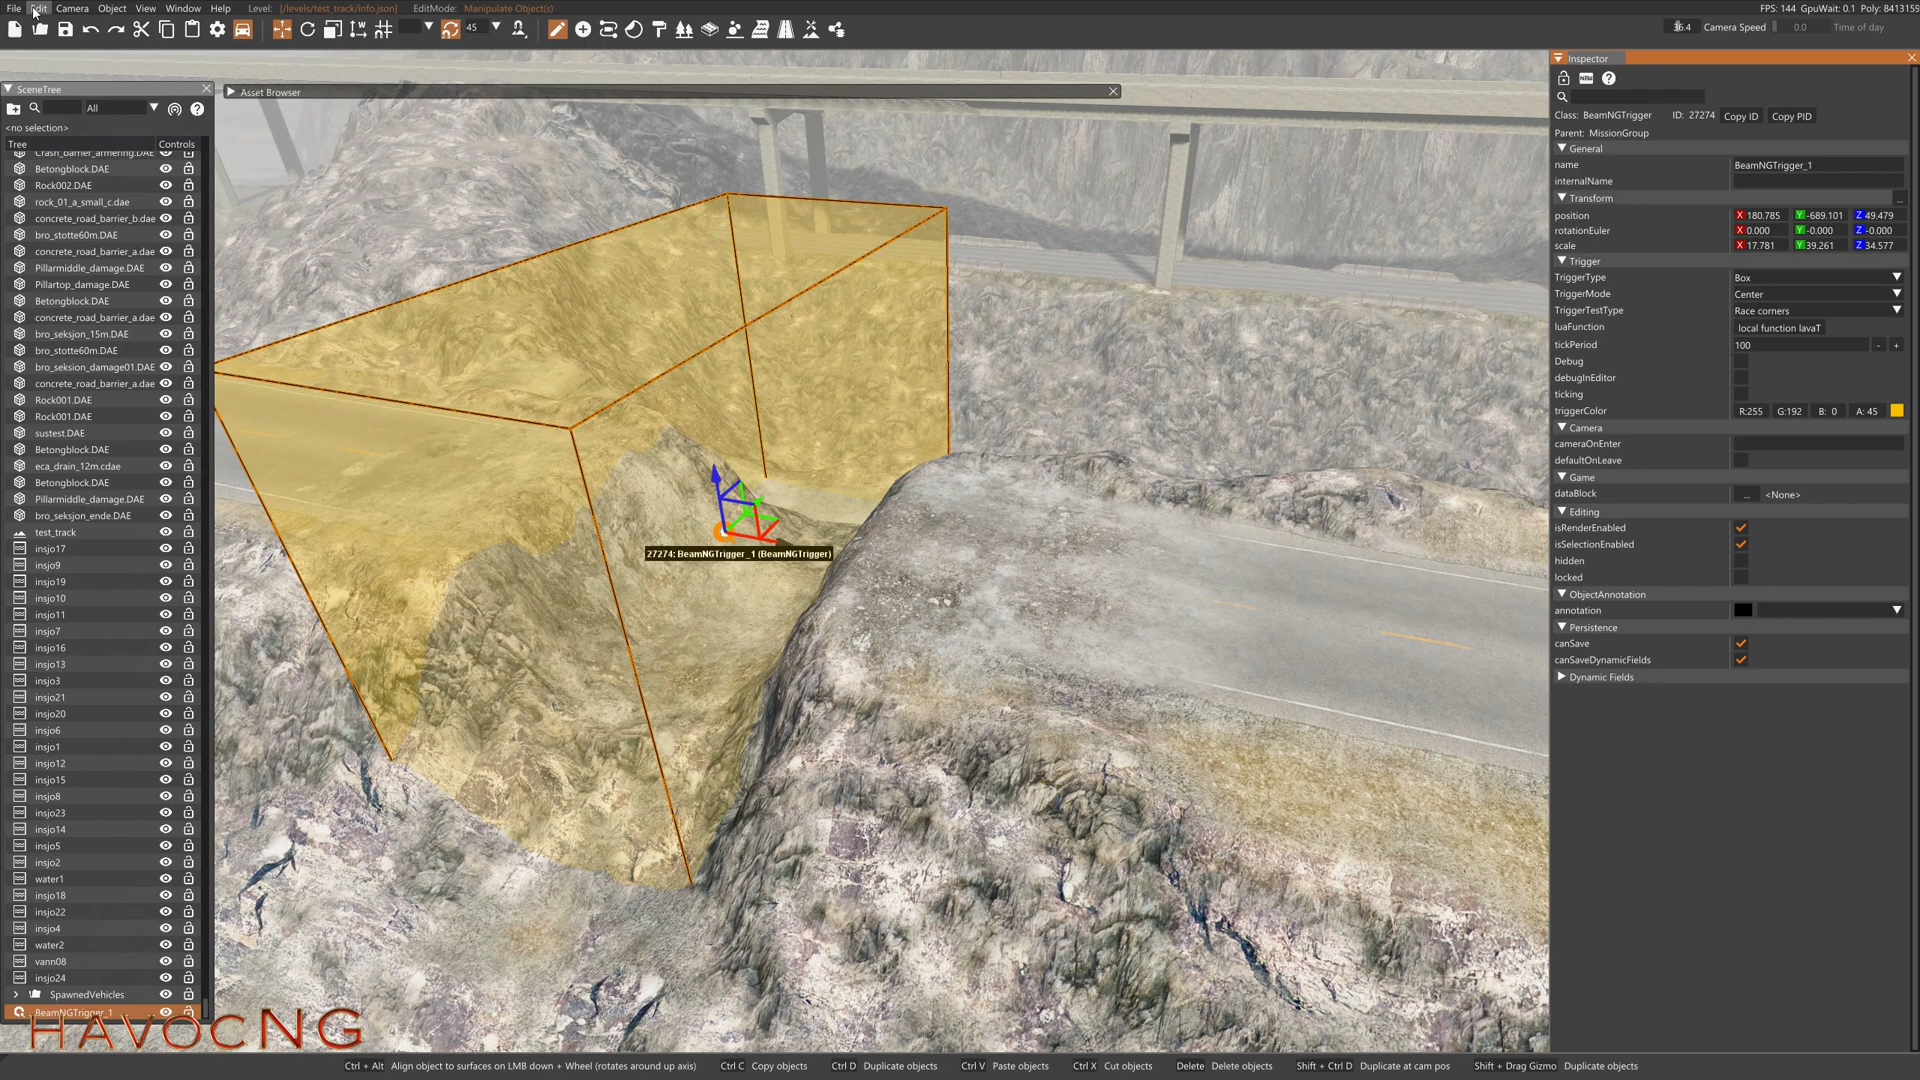 File Edit Camera Object View Window Help Level: [/levels/test_track/info.json] EditMode: Manipulate Object(s) FPS: 144 GpuWait: 0.1 Poly: 8413159
45 36.4 Camera Speed 0.0 Time of day
SceneTree
All
<no selection>
Tree Controls
Crash_barrier_armering.DAE
Betongblock.DAE
Rock002.DAE
rock_01_a_small_c.dae
concrete_road_barrier_b.dae
bro_stotte60m.DAE
concrete_road_barrier_a.dae
Pillarmiddle_damage.DAE
Pillartop_damage.DAE
Betongblock.DAE
concrete_road_barrier_a.dae
bro_seksjon_15m.DAE
bro_stotte60m.DAE
bro_seksion_damage01.DAE
concrete_road_barrier_a.dae
Rock001.DAE
Rock001.DAE
sustest.DAE
Betongblock.DAE
eca_drain_12m.cdae
Betongblock.DAE
Pillarmiddle_damage.DAE
bro_seksjon_ende.DAE
test_track
insjo17
insjo9
insjo19
insjo10
insjo11
insjo7
insjo16
insjo13
insjo3
insjo21
insjo20
insjo6
insjo1
insjo12
insjo15
insjo8
insjo23
insjo14
insjo5
insjo2
water1
insjo18
insjo22
insjo4
water2
vann08
insjo24
SpawnedVehicles
BeamNGTrigger_1
HAVOCNG
Asset Browser
27274: BeamNGTrigger_1 (BeamNGTrigger)
Inspector
Class: BeamNGTrigger ID: 27274 Copy ID Copy PID
Parent: MissionGroup
General
name BeamNGTrigger_1
internalName
Transform ...
position X 180.785 Y -689.101 Z 49.479
rotationEuler X 0.000 Y -0.000 Z -0.000
scale X 17.781 Y 39.261 Z 34.577
Trigger
TriggerType Box
TriggerMode Center
TriggerTestType Race corners
luaFunction local function lavaT
tickPeriod 100 - +
Debug
debugInEditor
ticking
triggerColor R:255 G:192 B: 0 A: 45
Camera
cameraOnEnter
defaultOnLeave
Game
dataBlock ... <None>
Editing
isRenderEnabled
isSelectionEnabled
hidden
locked
ObjectAnnotation
annotation
Persistence
canSave
canSaveDynamicFields
Dynamic Fields
Ctrl + Alt Align object to surfaces on LMB down + Wheel (rotates around up axis) Ctrl C Copy objects Ctrl D Duplicate objects Ctrl V Paste objects Ctrl X Cut objects Delete Delete objects Shift + Ctrl D Duplicate at cam pos Shift + Drag Gizmo Duplicate objects